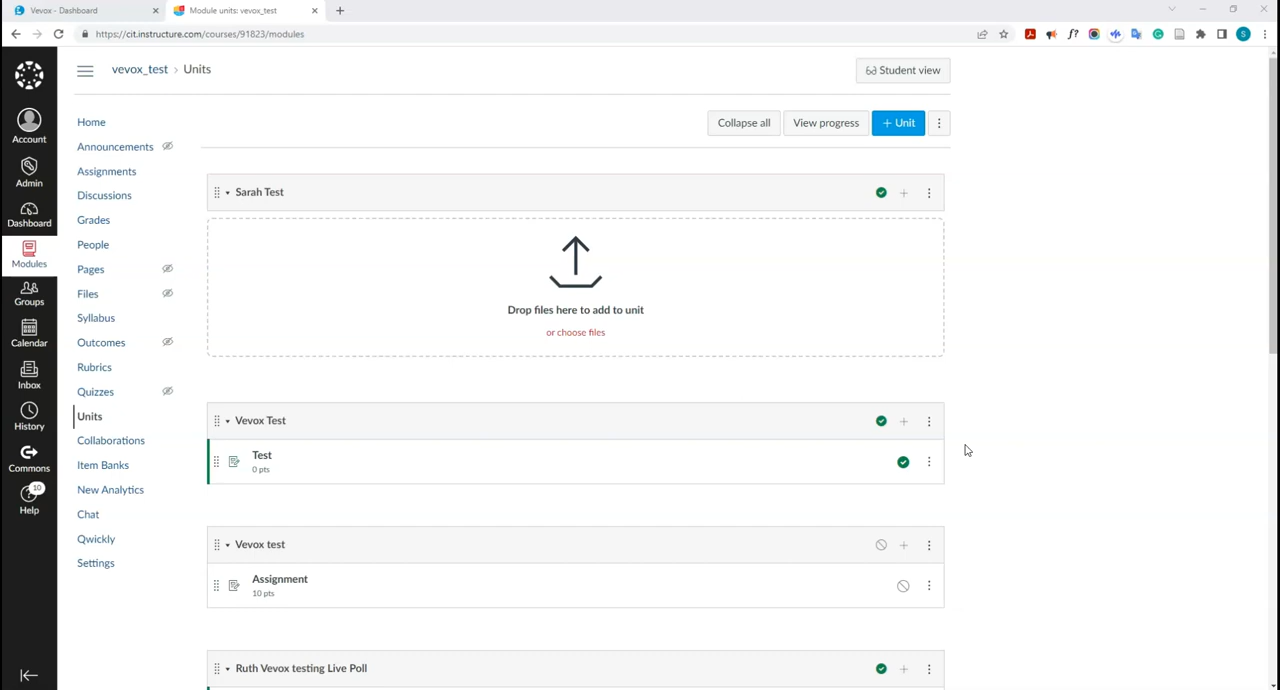 Vevox - Dashboard
Module units: vevox_test
https://cit.instructure.com/courses/91823/modules
f?
S
vevox_test › Units
Student view
Account
Admin
Dashboard
Modules
Groups
Calendar
Inbox
History
Commons
10
Help
Home
Announcements
Assignments
Discussions
Grades
People
Pages
Files
Syllabus
Outcomes
Rubrics
Quizzes
Units
Collaborations
Item Banks
New Analytics
Chat
Qwickly
Settings
Collapse all
View progress
+ Unit
Sarah Test
Drop files here to add to unit
or choose files
Vevox Test
Test
0 pts
Vevox test
Assignment
10 pts
Ruth Vevox testing Live Poll